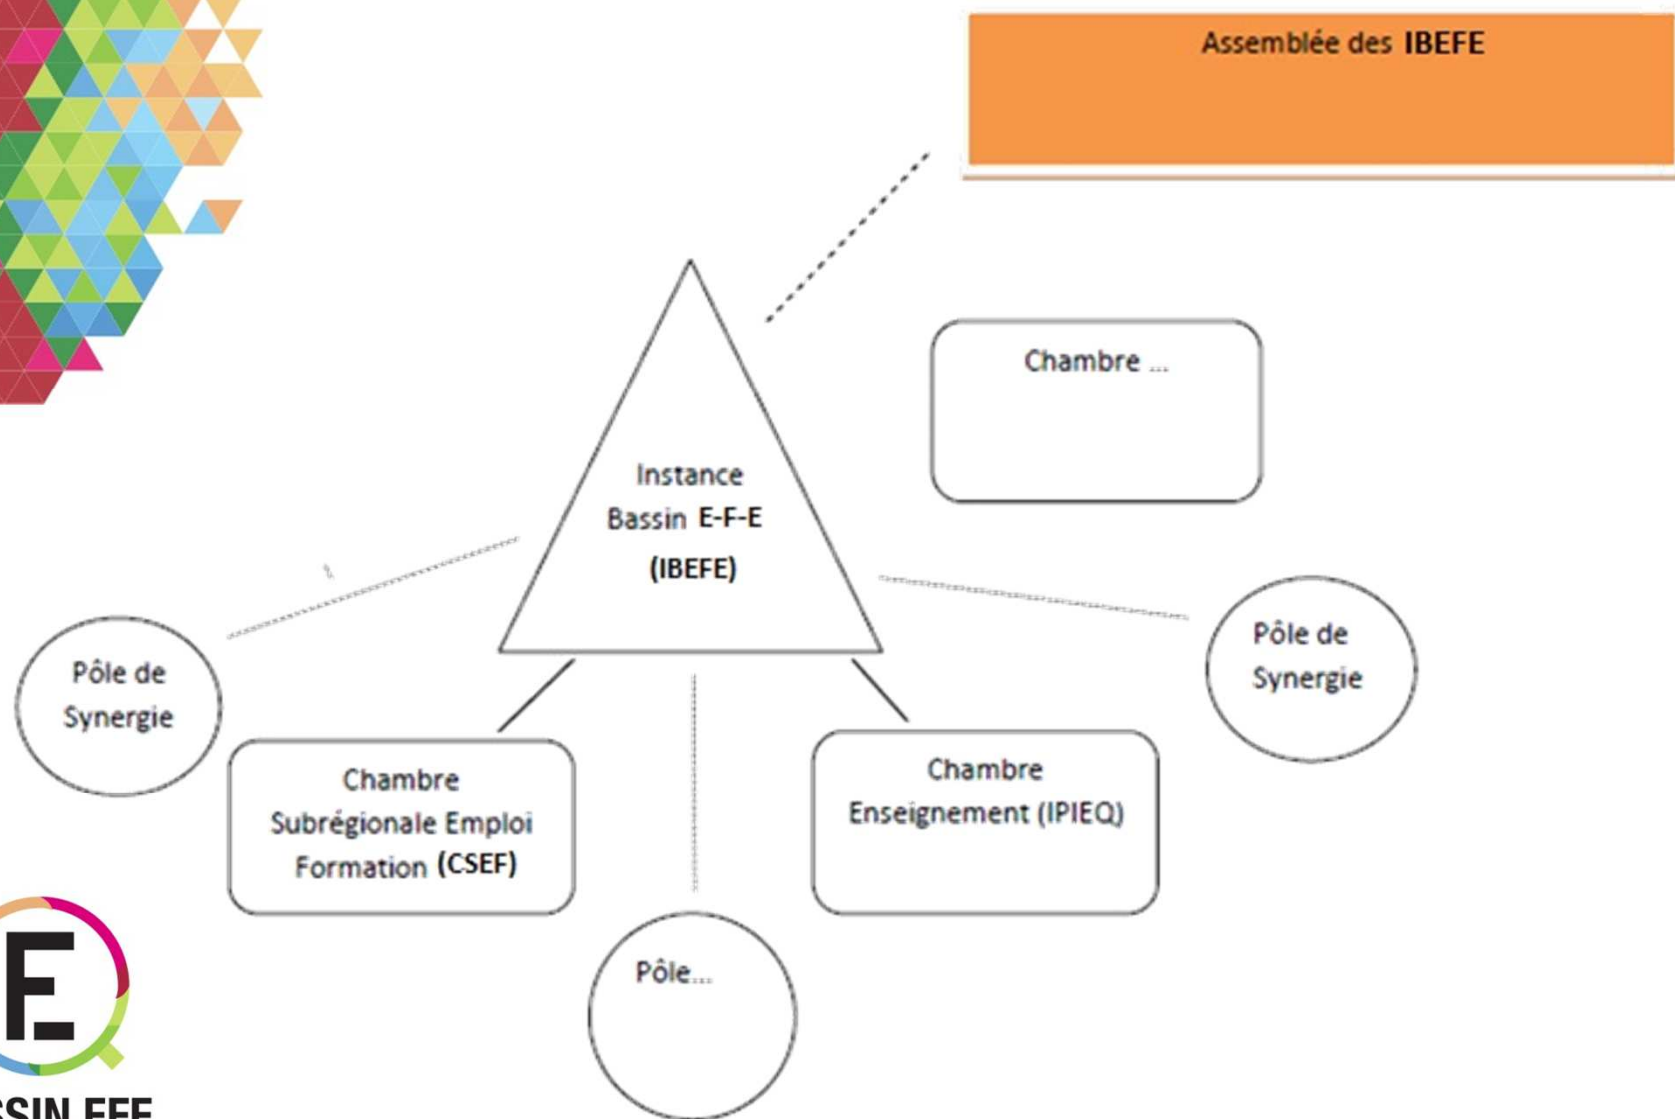 Assemblée des IBEFE
Chambre ...
Instance
Bassin E-F-E
(IBEFE)
Pôle de
Synergie
Pôle de
Synergie
Chambre
Subrégionale Emploi
Formation (CSEF)
Chambre
Enseignement (IPIEQ)
Pôle...
EFE